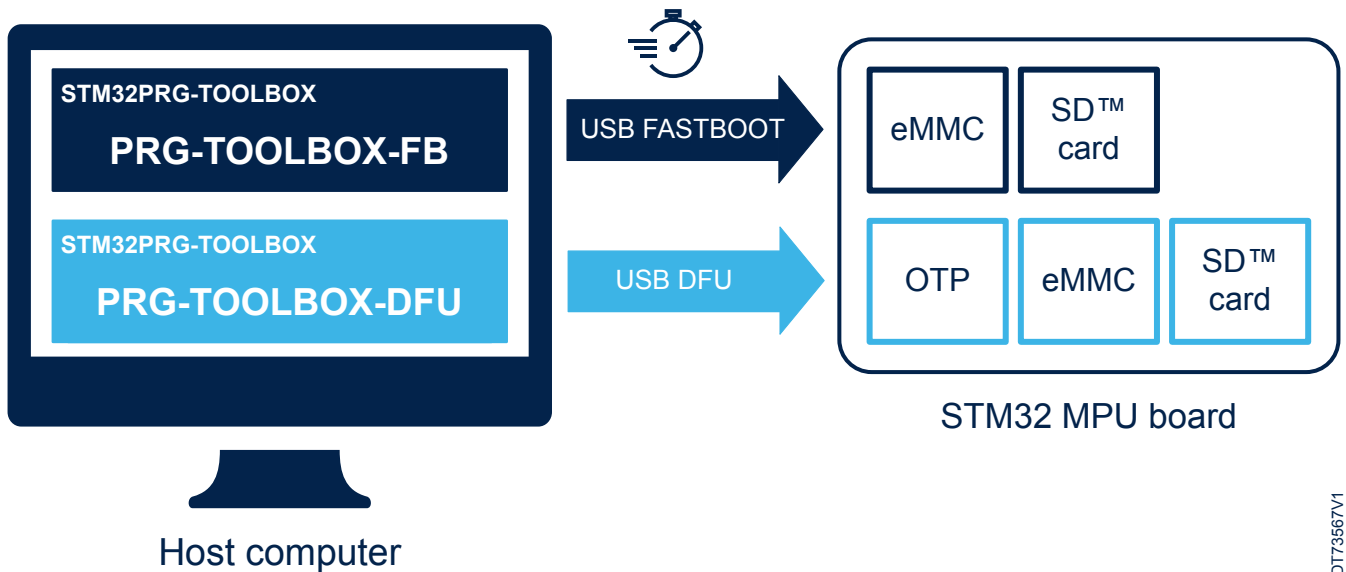 STM32PRG-TOOLBOX
PRG-TOOLBOX-FB
USB FASTBOOT
eMMC
SD™
card
STM32PRG-TOOLBOX
PRG-TOOLBOX-DFU
USB DFU
OTP
eMMC
SD™
card
STM32 MPU board
Host computer
DT73567V1